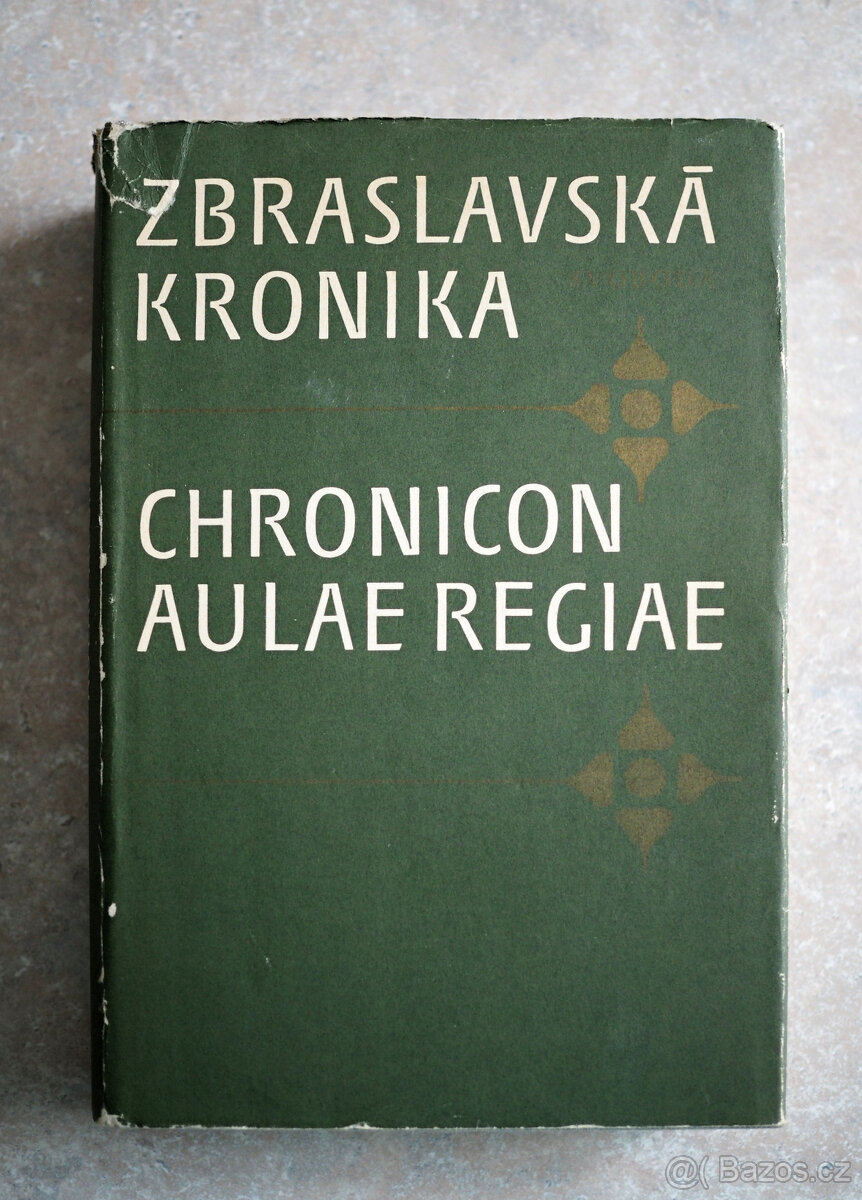 ZBRASLAVSKÁ
KRONIKA
CHRONICON
AULAE REGIAE
@( Bazos.cz